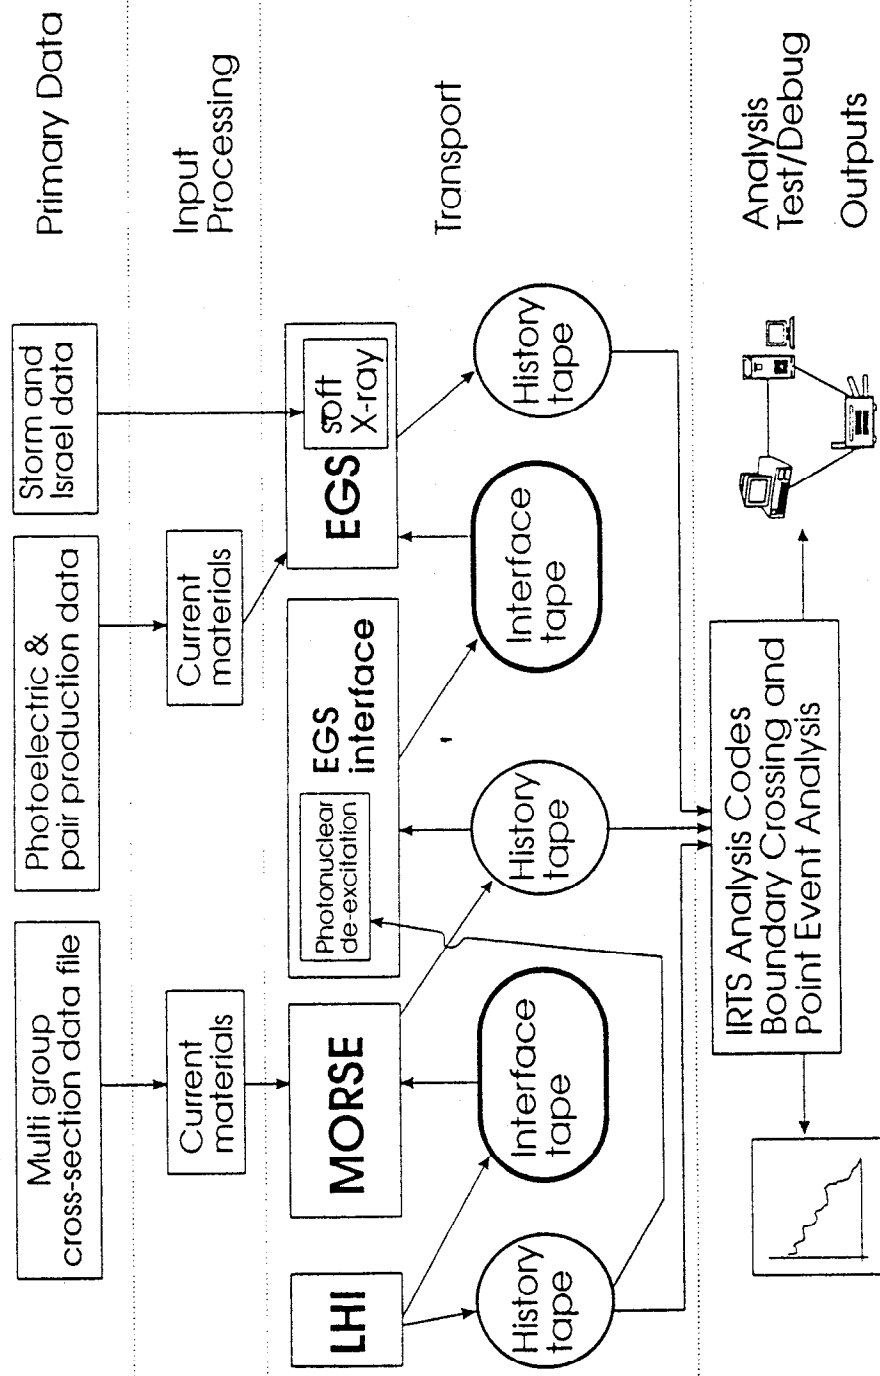 Multi group
cross-section data file
Photoelectric &
pair production data
Storm and
Israel data
Primary Data
Current
materials
Current
materials
Input
Processing
LHI
MORSE
Photonuclear
de-excitation
EGS
interface
EGS
soft
X-ray
Transport
History
tape
Interface
tape
History
tape
Interface
tape
History
tape
IRTS Analysis Codes
Boundary Crossing and
Point Event Analysis
Analysis
Test/Debug
Outputs